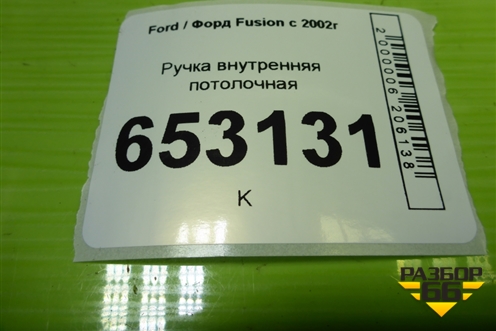 Ford / Форд Fusion с 2002г
Ручка внутренняя
потолочная
653131
К
2000006206138
РАЗБОР
66